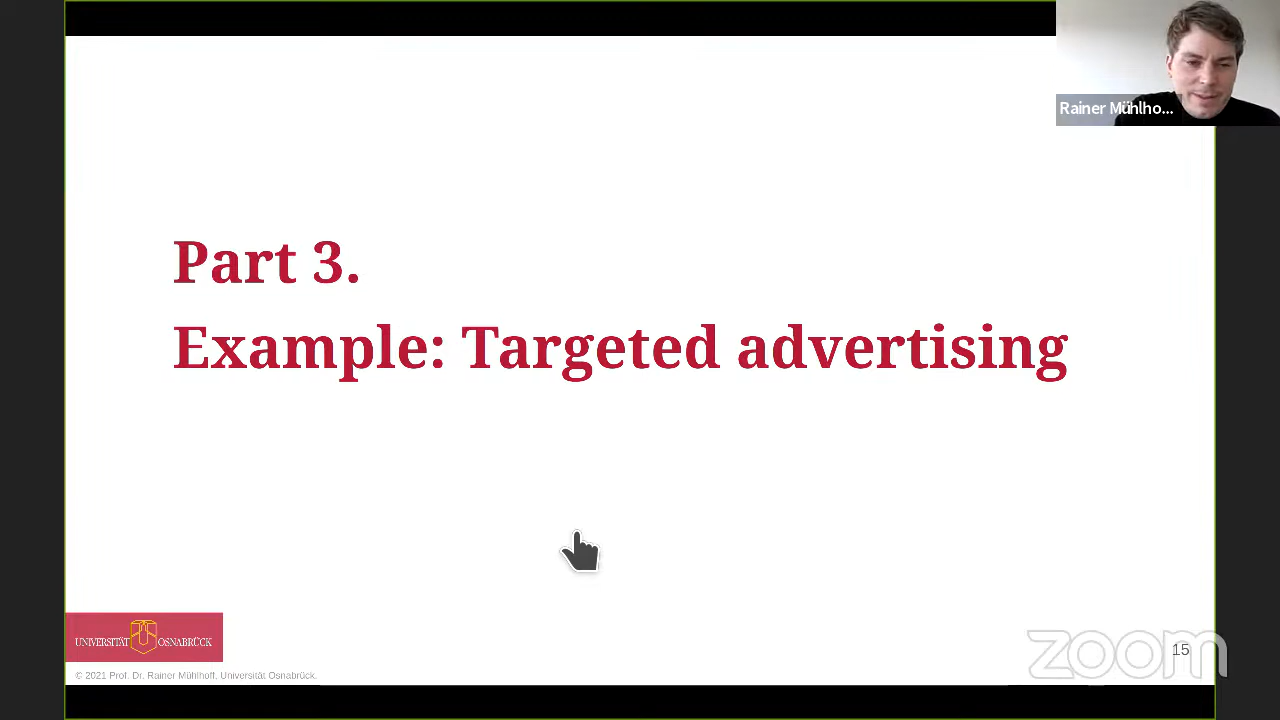 Rainer Mühlho...
Part 3.
Example: Targeted advertising
UNIVERSITÄT OSNABRÜCK
zoom
15
© 2021 Prof. Dr. Rainer Mühlhoff, Universität Osnabrück.